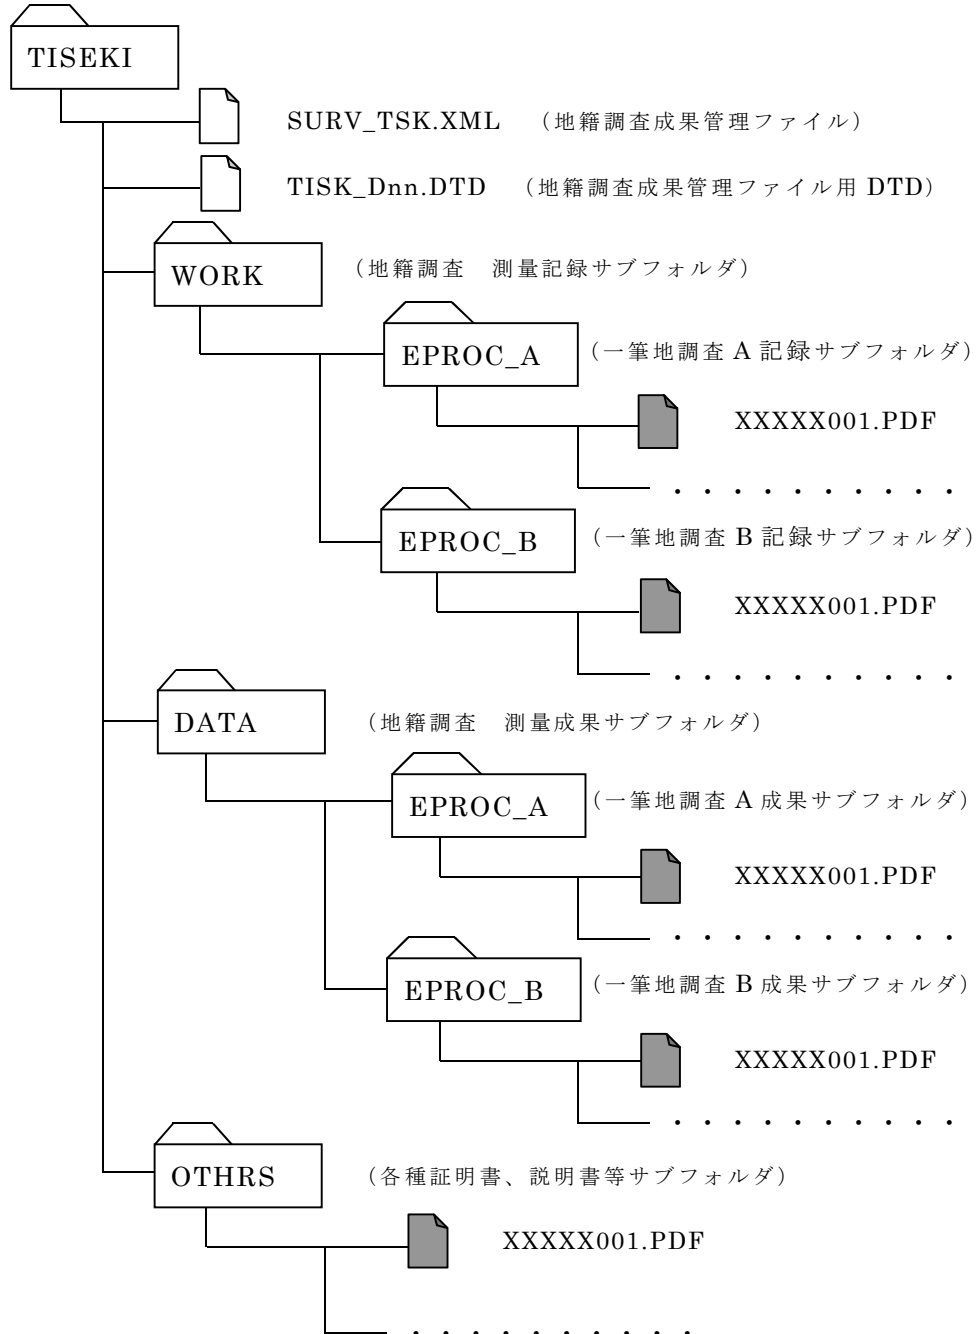 TISEKI
SURV_TSK.XML （地籍調査成果管理ファイル）
TISK_Dnn.DTD （地籍調査成果管理ファイル用 DTD）
WORK （地籍調査　測量記録サブフォルダ）
EPROC_A （一筆地調査 A 記録サブフォルダ）
XXXXX001.PDF
・・・・・・・・・・
EPROC_B （一筆地調査 B 記録サブフォルダ）
XXXXX001.PDF
・・・・・・・・・・
DATA （地籍調査　測量成果サブフォルダ）
EPROC_A （一筆地調査 A 成果サブフォルダ）
XXXXX001.PDF
・・・・・・・・・・
EPROC_B （一筆地調査 B 成果サブフォルダ）
XXXXX001.PDF
・・・・・・・・・・
OTHRS （各種証明書、説明書等サブフォルダ）
XXXXX001.PDF
・・・・・・・・・・